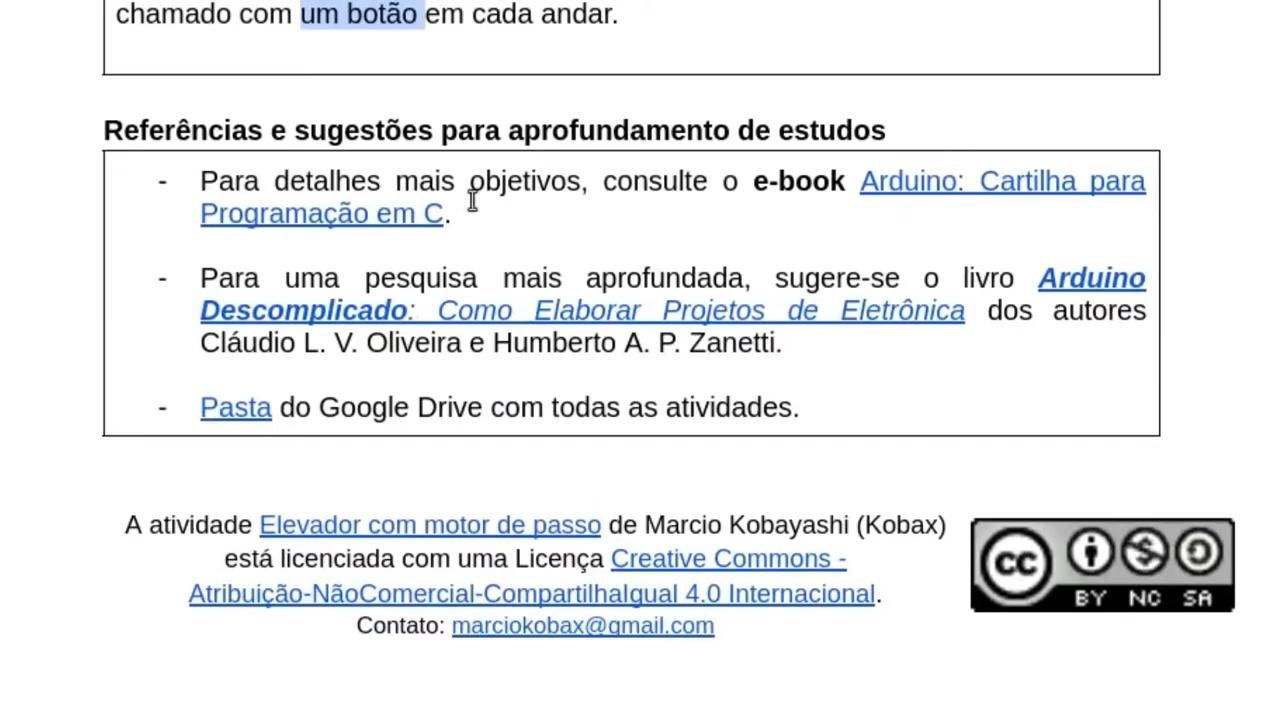 chamado com um botão em cada andar.
Referências e sugestões para aprofundamento de estudos
- Para detalhes mais objetivos, consulte o e-book Arduino: Cartilha para
Programação em C.
- Para uma pesquisa mais aprofundada, sugere-se o livro Arduino
Descomplicado: Como Elaborar Projetos de Eletrônica dos autores
Cláudio L. V. Oliveira e Humberto A. P. Zanetti.
- Pasta do Google Drive com todas as atividades.
A atividade Elevador com motor de passo de Marcio Kobayashi (Kobax)
está licenciada com uma Licença Creative Commons -
Atribuição-NãoComercial-CompartilhaIgual 4.0 Internacional.
Contato: marciokobax@gmail.com
cc
BY NC SA